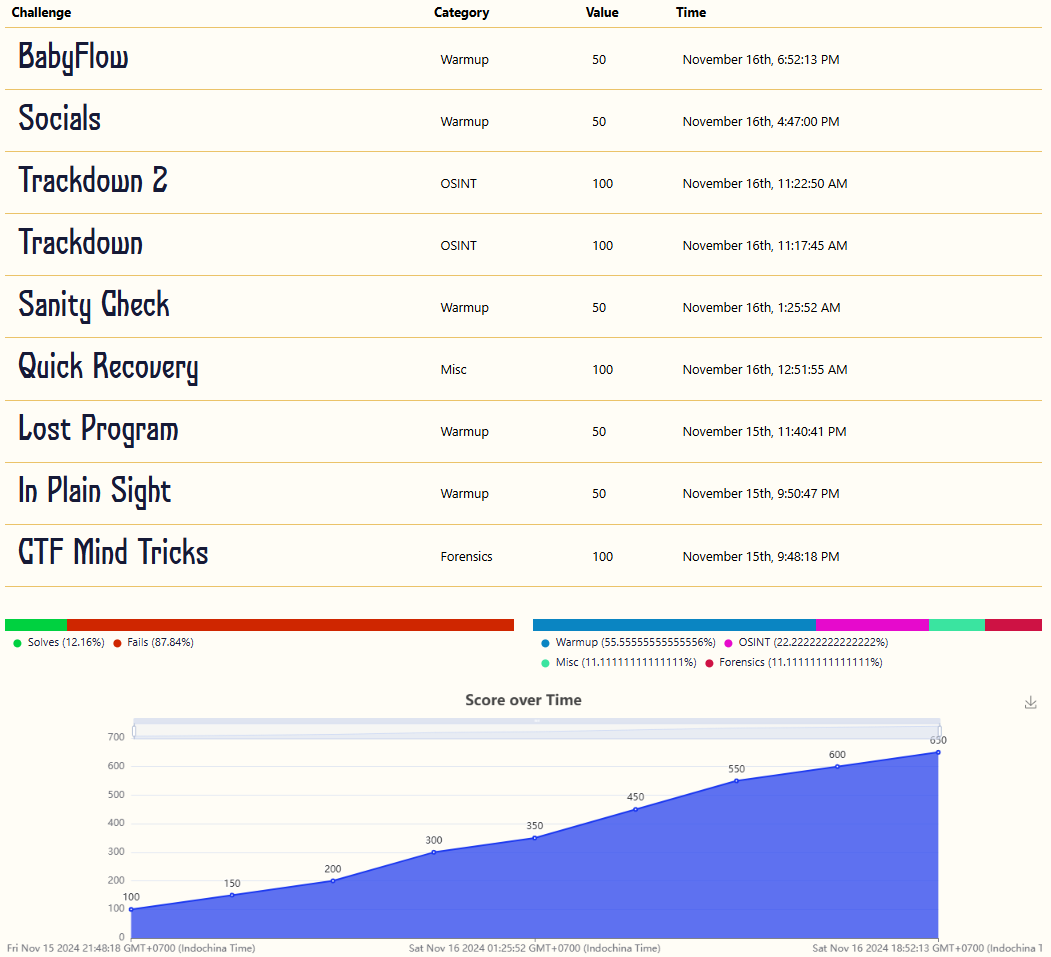 Challenge Category Value Time
BabyFlow Warmup 50 November 16th, 6:52:13 PM
Socials Warmup 50 November 16th, 4:47:00 PM
Trackdown 2 OSINT 100 November 16th, 11:22:50 AM
Trackdown OSINT 100 November 16th, 11:17:45 AM
Sanity Check Warmup 50 November 16th, 1:25:52 AM
Quick Recovery Misc 100 November 16th, 12:51:55 AM
Lost Program Warmup 50 November 15th, 11:40:41 PM
In Plain Sight Warmup 50 November 15th, 9:50:47 PM
CTF Mind Tricks Forensics 100 November 15th, 9:48:18 PM
Solves (12.16%) Fails (87.84%)
Warmup (55.55555555555556%) OSINT (22.22222222222222%)
Misc (11.11111111111111%) Forensics (11.11111111111111%)
Score over Time
700
650
600
600
550
500
450
400
350
300
300
200
200
150
100
100
0
Fri Nov 15 2024 21:48:18 GMT+0700 (Indochina Time) Sat Nov 16 2024 01:25:52 GMT+0700 (Indochina Time) Sat Nov 16 2024 18:52:13 GMT+0700 (Indochina T